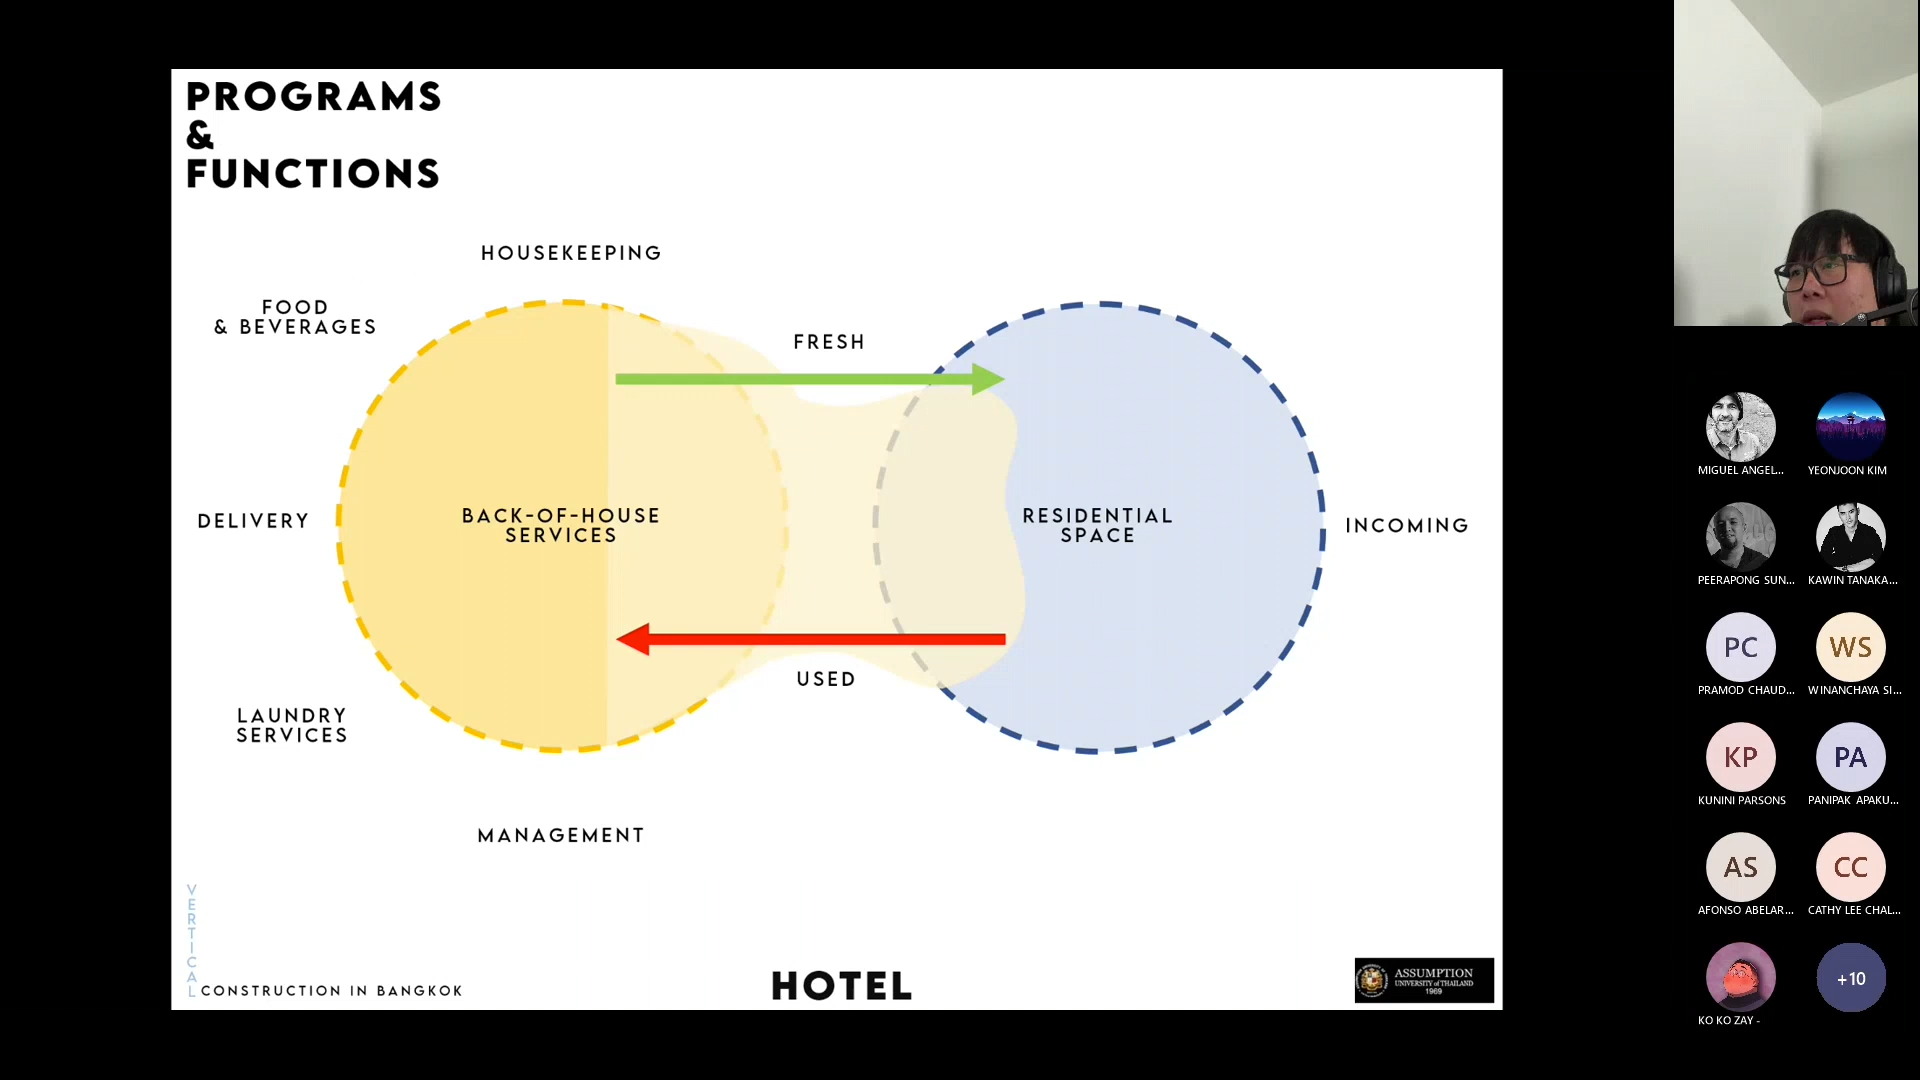 PROGRAMS
&
FUNCTIONS
HOUSEKEEPING
FOOD
& BEVERAGES
FRESH
DELIVERY
BACK-OF-HOUSE
SERVICES
RESIDENTIAL
SPACE
INCOMING
USED
LAUNDRY
SERVICES
MANAGEMENT
VERTICAL
CONSTRUCTION IN BANGKOK
HOTEL
ASSUMPTION
UNIVERSITY of THAILAND
1969
MIGUEL ANGEL...
YEONJOON KIM
PEERAPONG SUN...
KAWIN TANAKA...
PC
WS
PRAMOD CHAUD...
WINANCHAYA SI...
KP
PA
KUNINI PARSONS
PANIPAK APAKU...
AS
CC
AFONSO ABELAR...
CATHY LEE CHAL...
+10
KO KO ZAY -